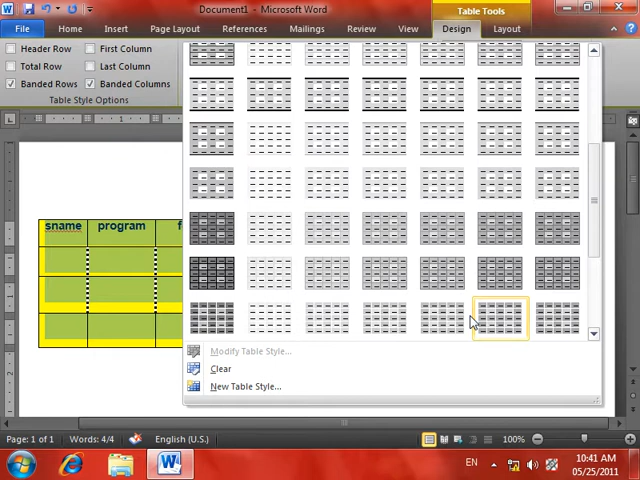 Document1 - Microsoft Word
Table Tools
File
Home
Insert
Page Layout
References
Mailings
Review
View
Design
Layout
Header Row
First Column
Total Row
Last Column
Banded Rows
Banded Columns
Table Style Options
sname
program
f
Modify Table Style...
Clear
New Table Style...
Page: 1 of 1
Words: 4/4
English (U.S.)
100%
EN
10:41 AM
05/25/2011